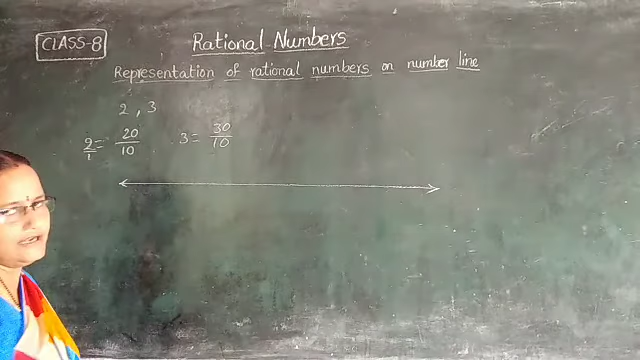 CLASS-8
Rational Numbers
Representation of rational numbers on number line
2 , 3
2/1 = 20/10 3 = 30/10